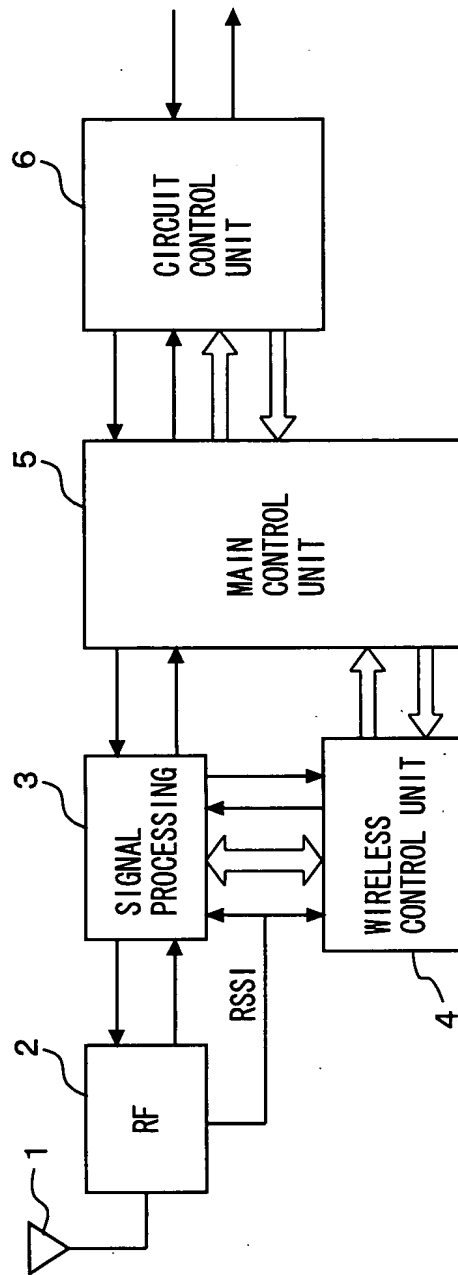 1
2
RF
RSSI
3
SIGNAL
PROCESSING
4
WIRELESS
CONTROL UNIT
5
MAIN
CONTROL
UNIT
6
CIRCUIT
CONTROL
UNIT